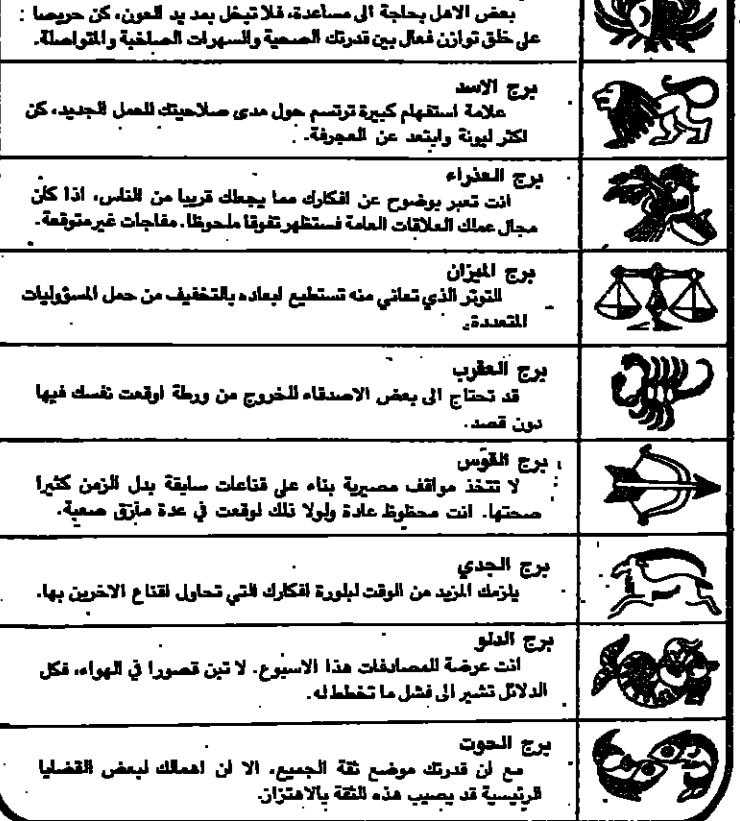 بعض الاهل بحاجة الى مساعدة، فلا تبخل بمد يد العون، كن حريصا :
على خلق توازن فعال بين قدرتك الصحية والسهرات الصاخبة والمتواصلة.
برج الاسد
علامة استفهام كبيرة ترتسم حول مدى صلاحيتك للعمل الجديد، كن
اكثر ليونة وابتعد عن العجرفة.
برج العذراء
انت تعبر بوضوح عن افكارك مما يجعلك قريبا من الناس، اذا كان
مجال عملك العلاقات العامة فستظهر تفوقا ملحوظا. مفاجات غير متوقعة.
برج الميزان
التوتر الذي تعاني منه تستطيع ابعاده بالتخفيف من حمل المسؤوليات
المتعددة.
برج العقرب
قد تحتاج الى بعض الاصدقاء للخروج من ورطة اوقعت نفسك فيها
دون قصد.
برج القوس
لا تتخذ مواقف مصيرية بناء على قناعات سابقة بدل الزمن كثيرا
صحتها. انت محظوظ عادة ولولا ذلك لوقعت في عدة مآزق صعبة.
برج الجدي
يلزمك المزيد من الوقت لبلورة افكارك التي تحاول اقناع الاخرين بها.
برج الدلو
انت عرضة للمصادفات هذا الاسبوع. لا تبن قصورا في الهواء، فكل
الدلائل تشير الى فشل ما تخطط له.
برج الحوت
مع ان قدرتك موضع ثقة الجميع، الا ان اهمالك لبعض القضايا
الرئيسية قد يصيب هذه الثقة بالاهتزاز.